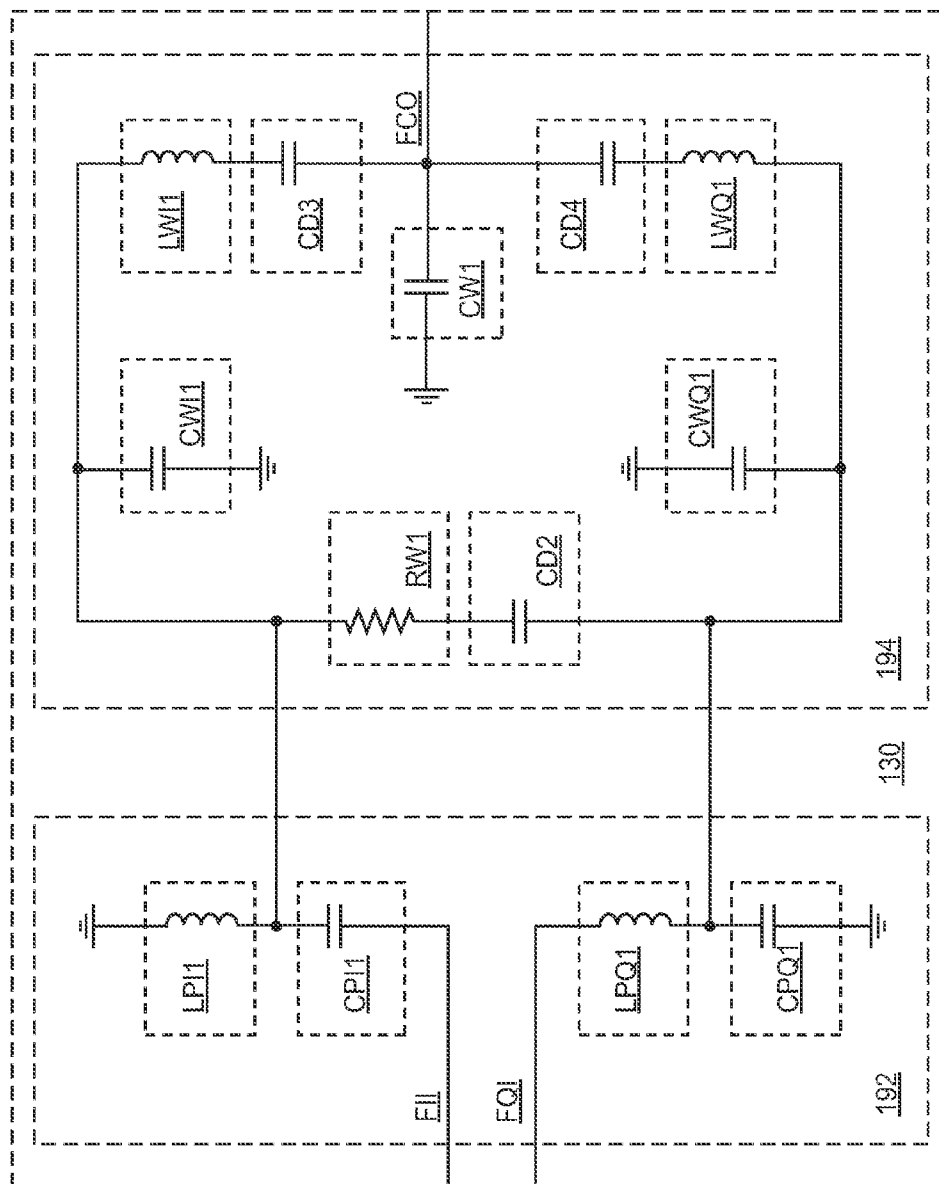 LPI1
CWI1
LWI1
CPI1
CD3
FII
RW1
FCO
CW1
FQI
CD2
CD4
LPQ1
CWQ1
LWQ1
CPQ1
192
130
194